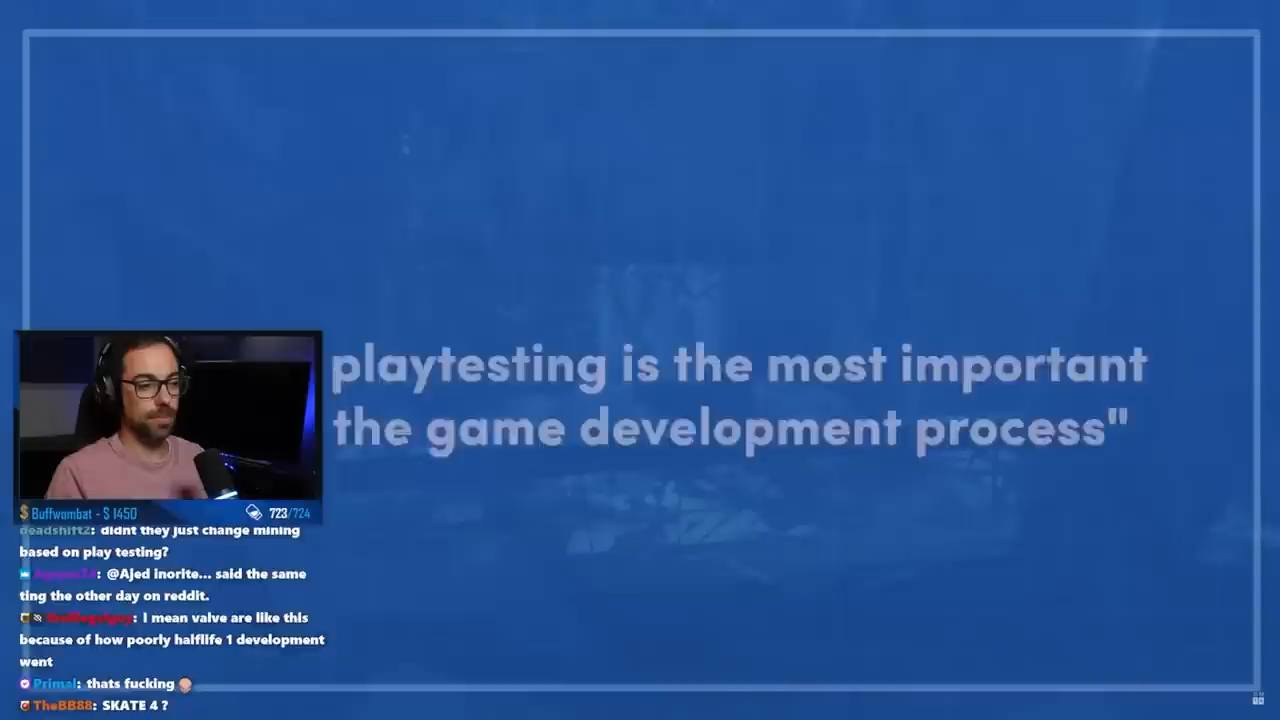 playtesting is the most important
the game development process"
$ Buffwombat - $ 1450
723/724
deadshift2: didnt they just change mining
based on play testing?
: @Ajed inorite... said the same
ting the other day on reddit.
: I mean valve are like this
because of how poorly halflife 1 development
went
Primal: thats fucking
TheBB88: SKATE 4 ?